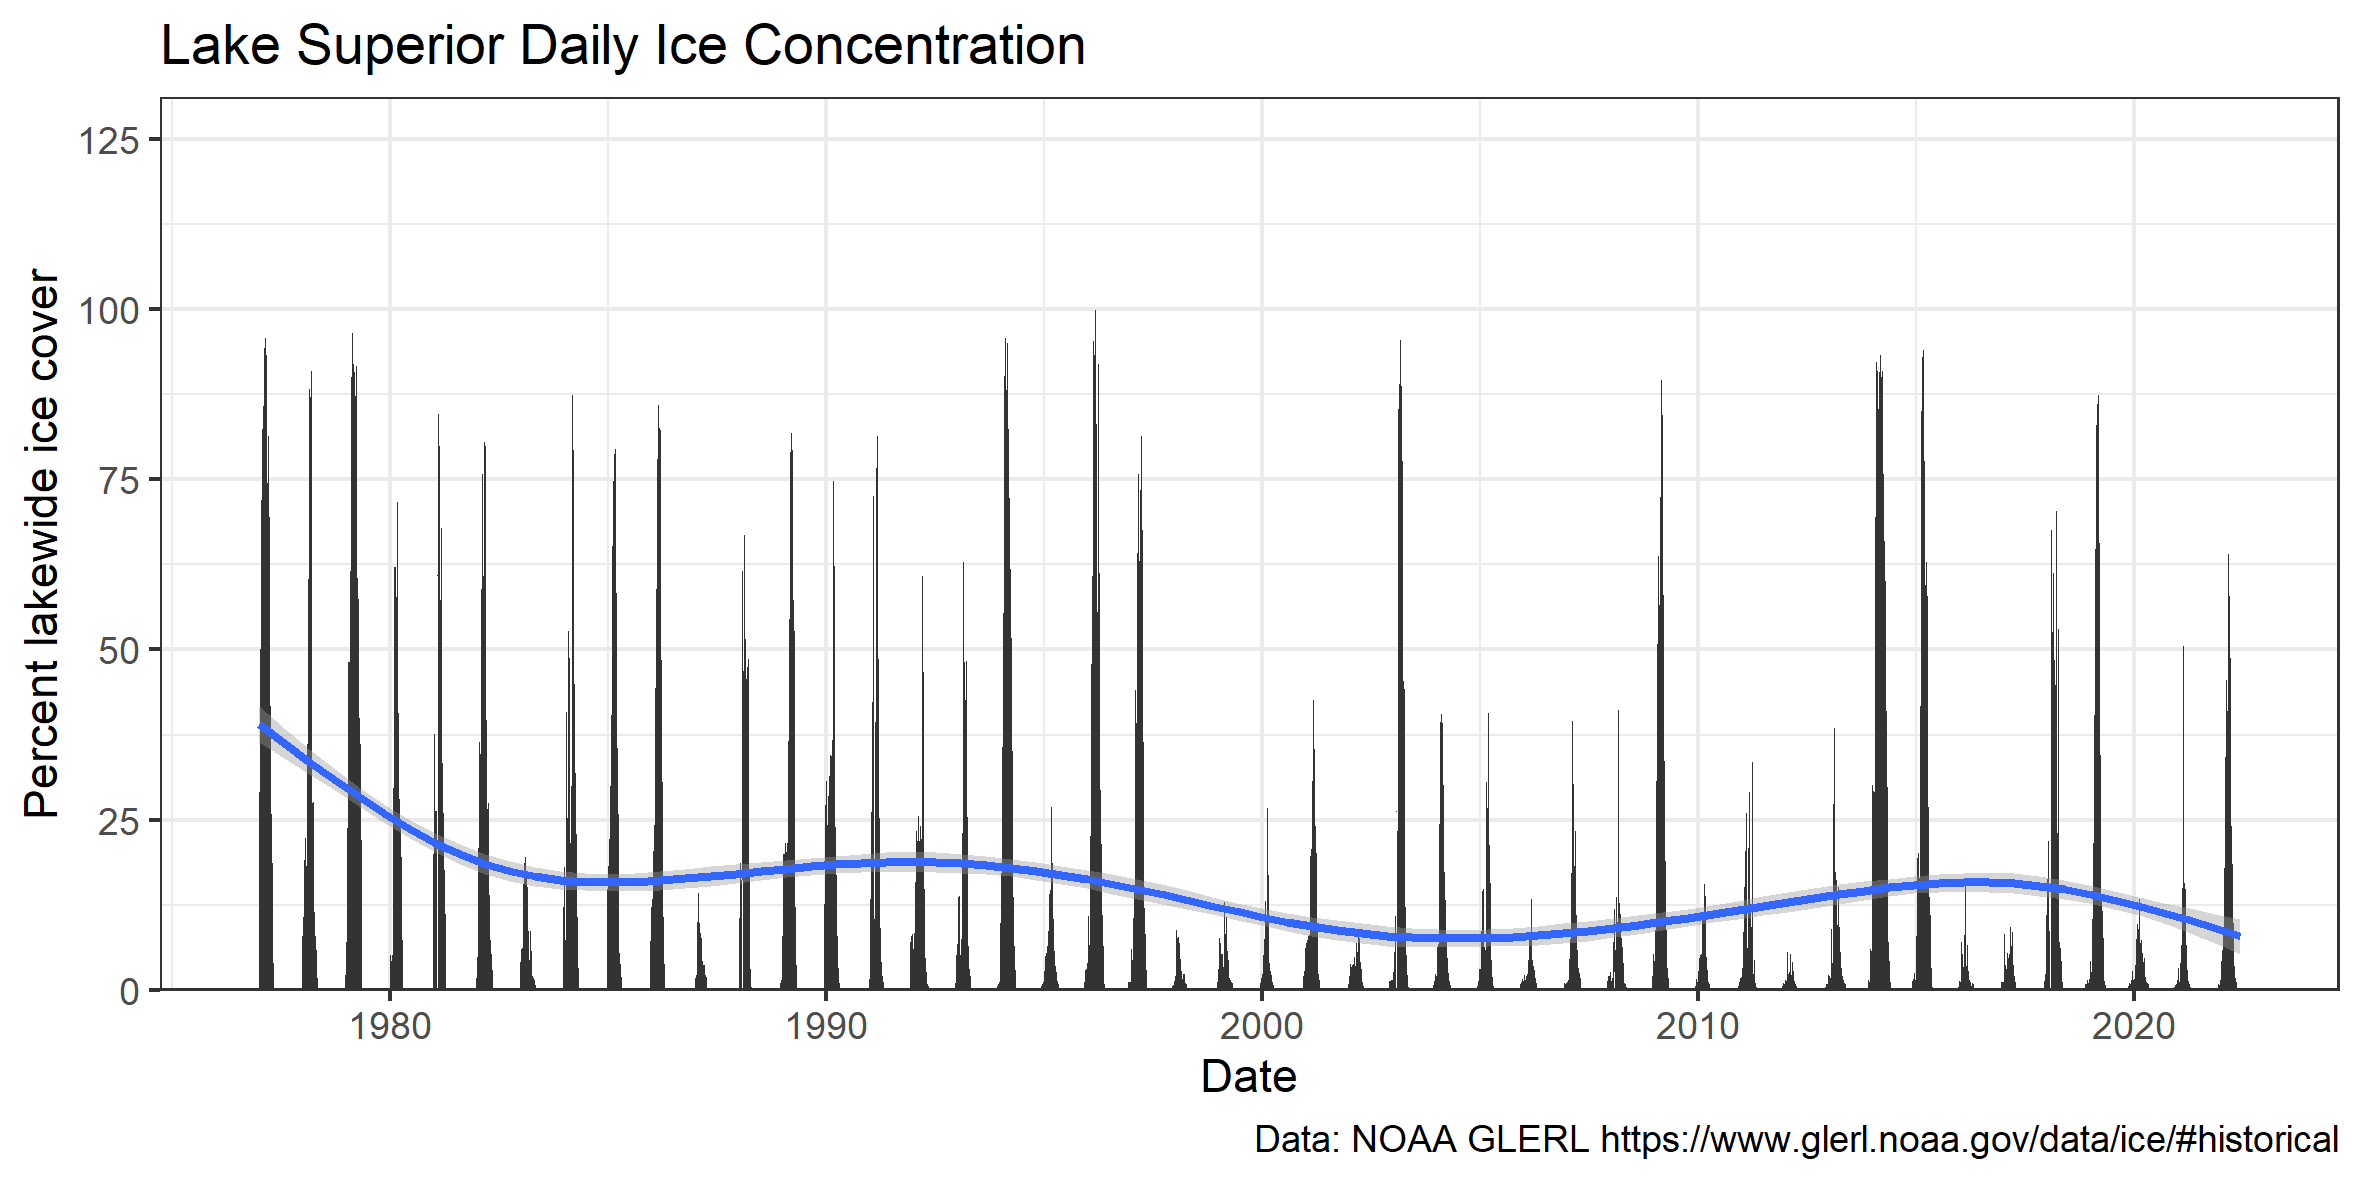 Lake Superior Daily Ice Concentration
Percent lakewide ice cover
125
100
75
50
25
0
1980 1990 2000 2010 2020
Date
Data: NOAA GLERL https://www.glerl.noaa.gov/data/ice/#historical